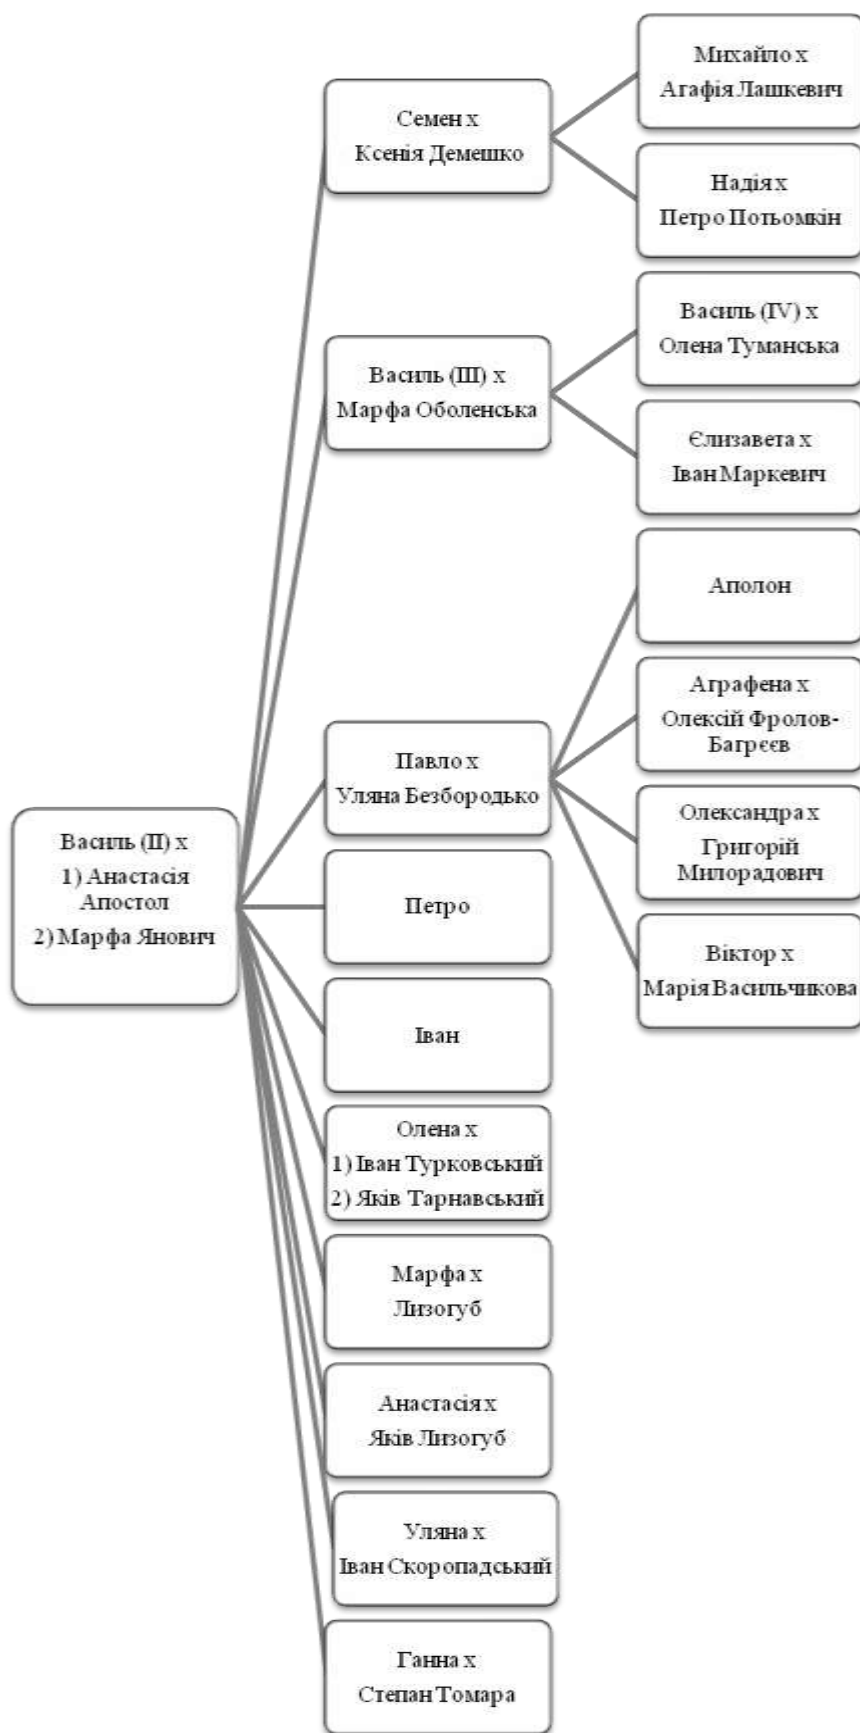 Василь (II) х
1) Анастасія
Апостол
2) Марфа Янович
Семен х
Ксенія Демешко
Михайло х
Агафія Лашкевич
Надія х
Петро Потьомкін
Василь (III) х
Марфа Оболенська
Василь (IV) х
Олена Туманська
Єлизавета х
Іван Маркевич
Павло х
Уляна Безбородько
Аполон
Аграфена х
Олексій Фролов-
Багрєєв
Олександра х
Григорій
Милорадович
Віктор х
Марія Васильчикова
Петро
Іван
Олена х
1) Іван Турковський
2) Яків Тарнавський
Марфа х
Лизогуб
Анастасія х
Яків Лизогуб
Уляна х
Іван Скоропадський
Ганна х
Степан Томара